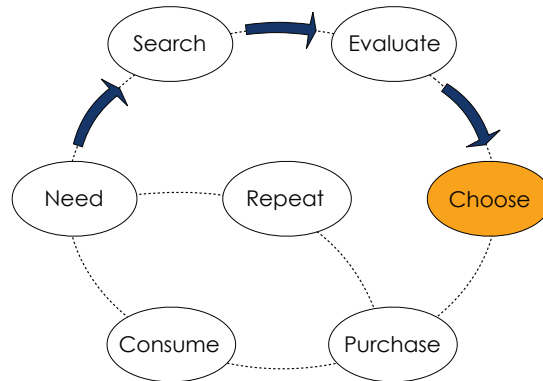 Search
Evaluate
Need
Repeat
Choose
Consume
Purchase